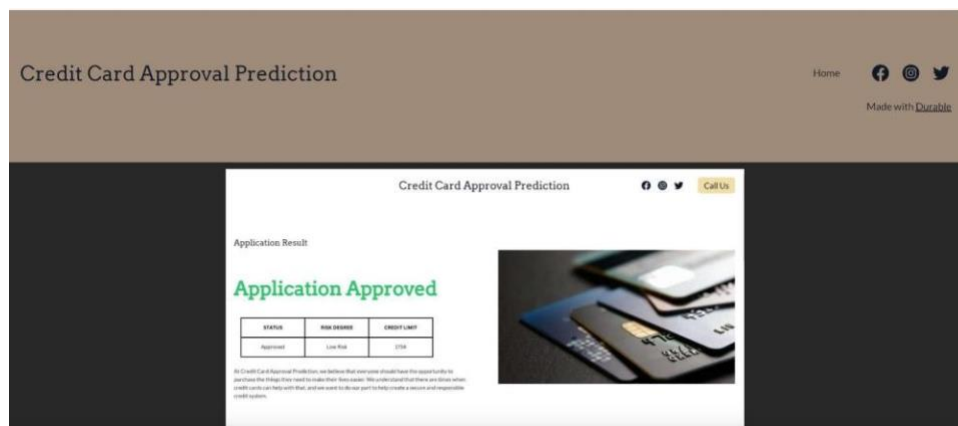 Credit Card Approval Prediction
Home
Made with Durable
Credit Card Approval Prediction
Call Us
Application Result
Application Approved
STATUS RISK DEGREE CREDIT LIMIT
Approved Low Risk
At Credit Card Approval Prediction, we believe that everyone should have the opportunity to
purchase the things they need to make their lives easier. We understand that there are times when
credit cards can help with that, and we want to do our part to help create a secure and responsible
credit system.